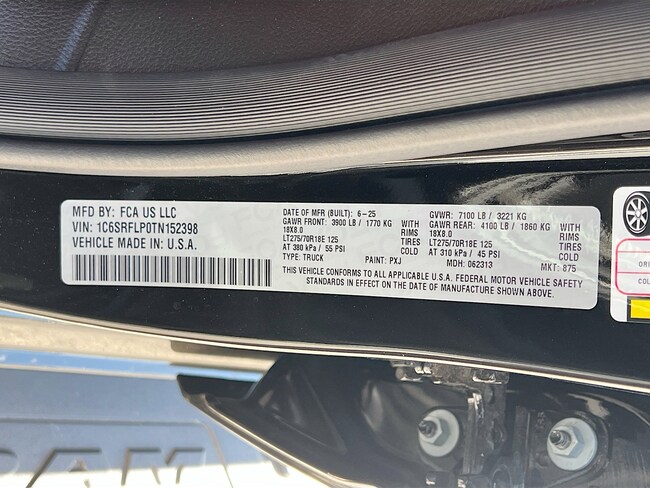 MFD BY: FCA US LLC
VIN: 1C6SRFLP0TN152398
VEHICLE MADE IN U.S.A.
DATE OF MFR (BUILT): 6-25
GAWR FRONT: 3900 LB / 1770 KG WITH
18X8.0 RIMS
LT275/70R18E 125 TIRES
AT 380 kPa / 55 PSI COLD
TYPE: TRUCK PAINT: PXJ
GVWR: 7100 LB / 3221 KG
GAWR REAR: 4100 LB / 1860 KG WITH
18X8.0 RIMS
LT275/70R18E 125 TIRES
AT 310 kPa / 45 PSI COLD
MDH: 062313 MKT: 875
THIS VEHICLE CONFORMS TO ALL APPLICABLE U.S.A. FEDERAL MOTOR VEHICLE SAFETY
STANDARDS IN EFFECT ON THE DATE OF MANUFACTURE SHOWN ABOVE.
RAM